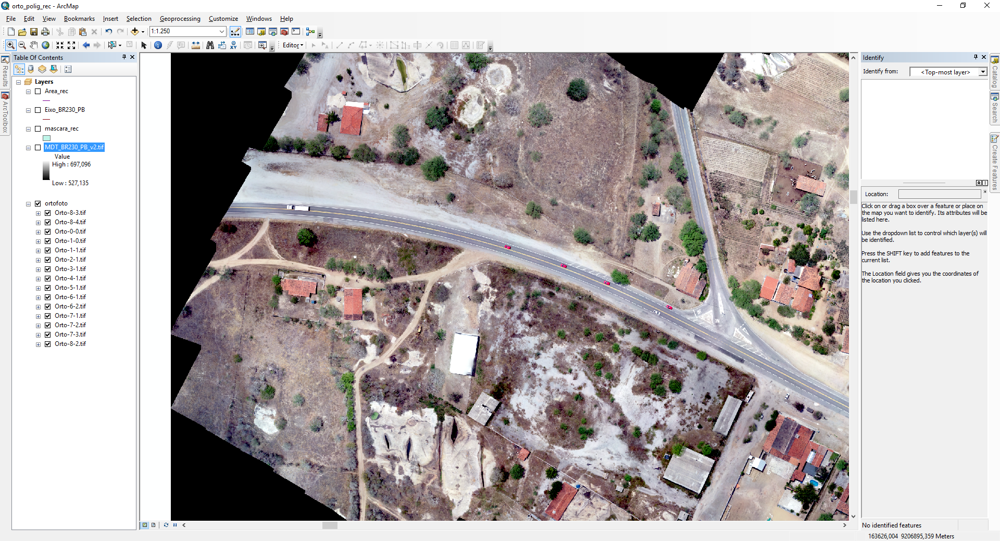 orto_polig_rec - ArcMap
File Edit View Bookmarks Insert Selection Geoprocessing Customize Windows Help
1:1.250
Editor
Table Of Contents
Layers
Area_rec
Eixo_BR230_PB
mascara_rec
MDT_BR230_PB_v2.tif
Value
High : 697,096
Low : 527,135
ortofoto
Orto-8-3.tif
Orto-8-4.tif
Orto-0-0.tif
Orto-1-0.tif
Orto-1-1.tif
Orto-2-1.tif
Orto-3-1.tif
Orto-4-1.tif
Orto-5-1.tif
Orto-6-1.tif
Orto-6-2.tif
Orto-7-1.tif
Orto-7-2.tif
Orto-7-3.tif
Orto-8-2.tif
Results
ArcToolbox
Identify
Identify from: <Top-most layer>
Location:
Click on or drag a box over a feature or place on
the map you want to identify. Its attributes will be
listed here.
Use the dropdown list to control which layer(s) will
be identified.
Press the SHIFT key to add features to the
current list.
The Location field gives you the coordinates of
the location you clicked.
No identified features
163626,004 9206895,359 Meters
Catalog
Search
Create Features